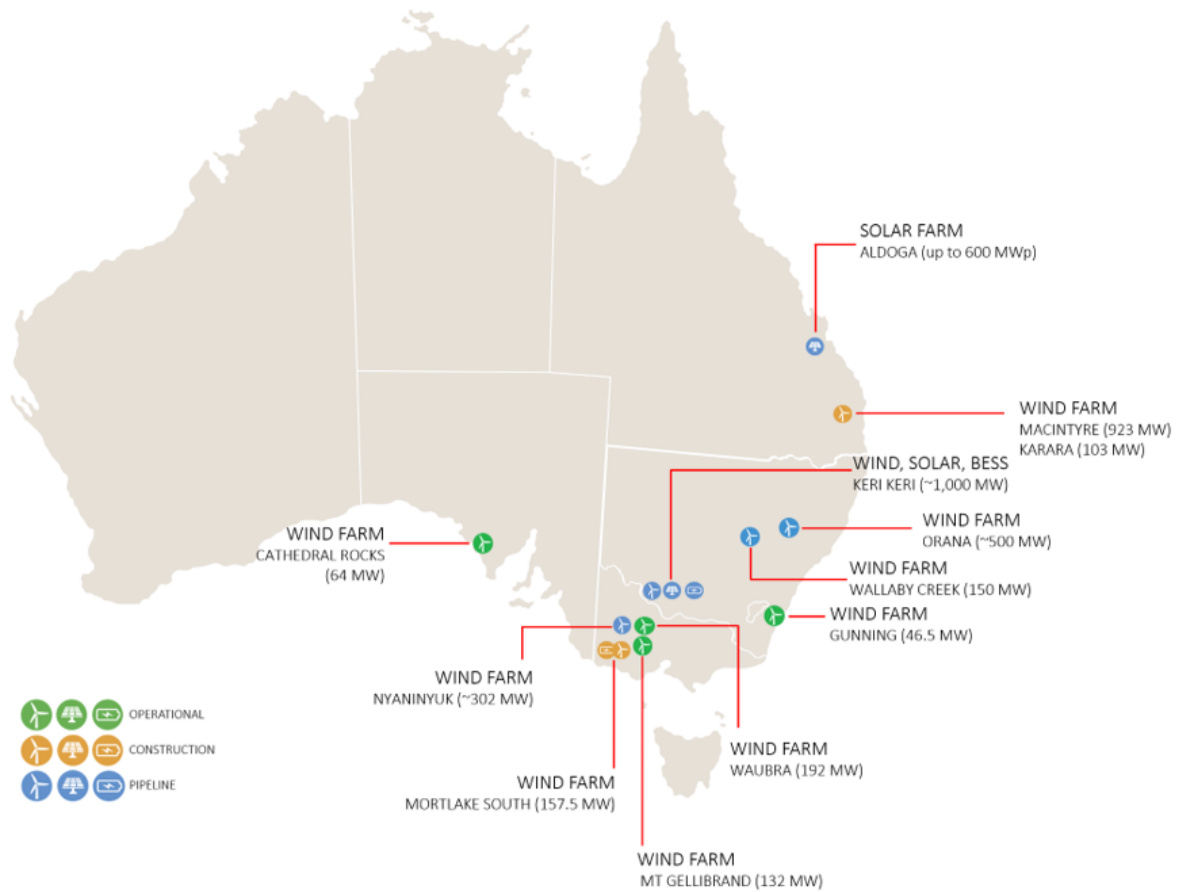 SOLAR FARM
ALDOGA (up to 600 MWp)
WIND FARM
MACINTYRE (923 MW)
KARARA (103 MW)
WIND, SOLAR, BESS
KERI KERI (~1,000 MW)
WIND FARM
ORANA (~500 MW)
WIND FARM
CATHEDRAL ROCKS
(64 MW)
WIND FARM
WALLABY CREEK (150 MW)
WIND FARM
GUNNING (46.5 MW)
WIND FARM
NYANINYUK (~302 MW)
OPERATIONAL
CONSTRUCTION
PIPELINE
WIND FARM
WAUBRA (192 MW)
WIND FARM
MORTLAKE SOUTH (157.5 MW)
WIND FARM
MT GELLIBRAND (132 MW)